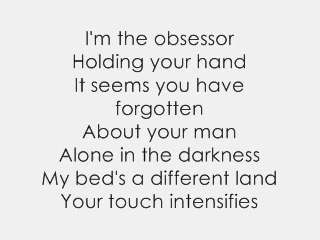 I'm the obsessor
Holding your hand
It seems you have
forgotten
About your man
Alone in the darkness
My bed's a different land
Your touch intensifies